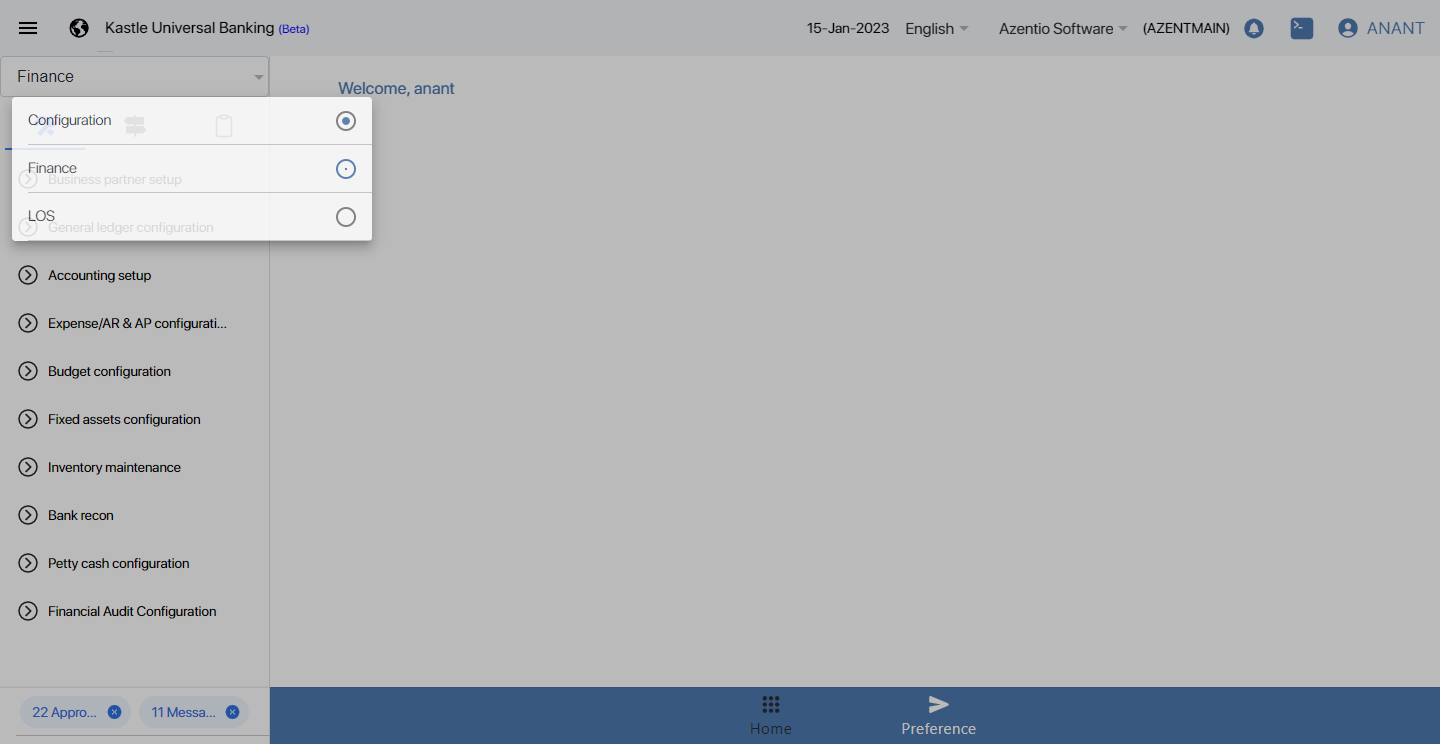 Kastle Universal Banking (Beta)
15-Jan-2023 English Azentio Software (AZENTMAIN) ANANT
Finance
Welcome, anant
Configuration
Finance
Business partner setup
LOS
General ledger configuration
Accounting setup
Expense/AR & AP configurati...
Budget configuration
Fixed assets configuration
Inventory maintenance
Bank recon
Petty cash configuration
Financial Audit Configuration
22 Appro... 11 Messa...
Home Preference